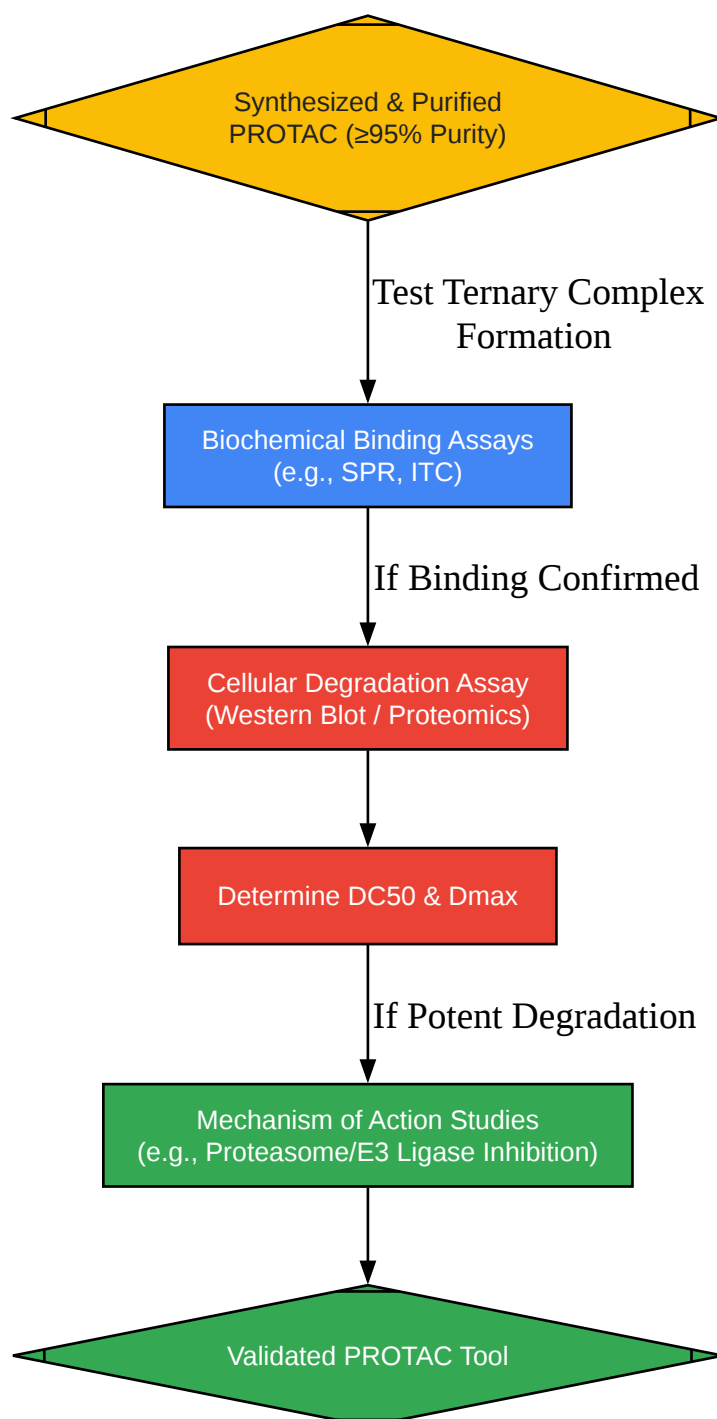 Synthesized & Purified
PROTAC (≥95% Purity)
Test Ternary Complex
Formation
Biochemical Binding Assays
(e.g., SPR, ITC)
If Binding Confirmed
Cellular Degradation Assay
(Western Blot / Proteomics)
Determine DC50 & Dmax
If Potent Degradation
Mechanism of Action Studies
(e.g., Proteasome/E3 Ligase Inhibition)
Validated PROTAC Tool